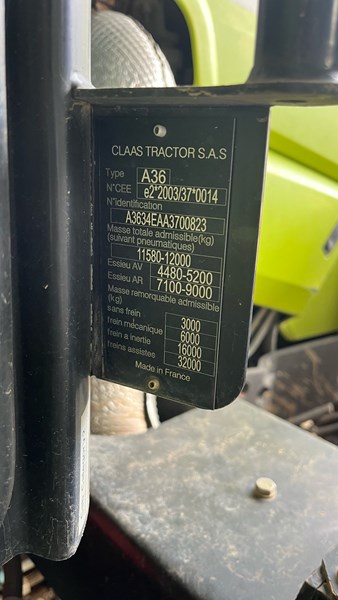 CLAAS TRACTOR S.A.S
Type A36
N°CEE e2*2003/37*0014
N°identification
A3634EAA3700823
Masse totale admissible(kg)
(suivant pneumatiques)
11580-12000
Essieu AV 4480-5200
Essieu AR 7100-9000
Masse remorquable admissible
(kg)
sans frein 3000
frein mécanique 6000
frein a inertie 16000
freins assistes 32000
Made in France